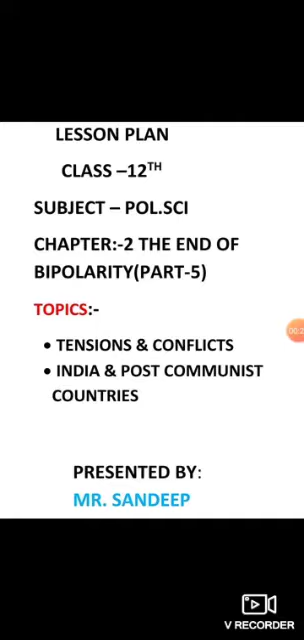 LESSON PLAN
CLASS –12TH
SUBJECT – POL.SCI
CHAPTER:-2 THE END OF
BIPOLARITY(PART-5)
TOPICS:-
• TENSIONS & CONFLICTS
• INDIA & POST COMMUNIST
COUNTRIES
PRESENTED BY:
MR. SANDEEP
V RECORDER